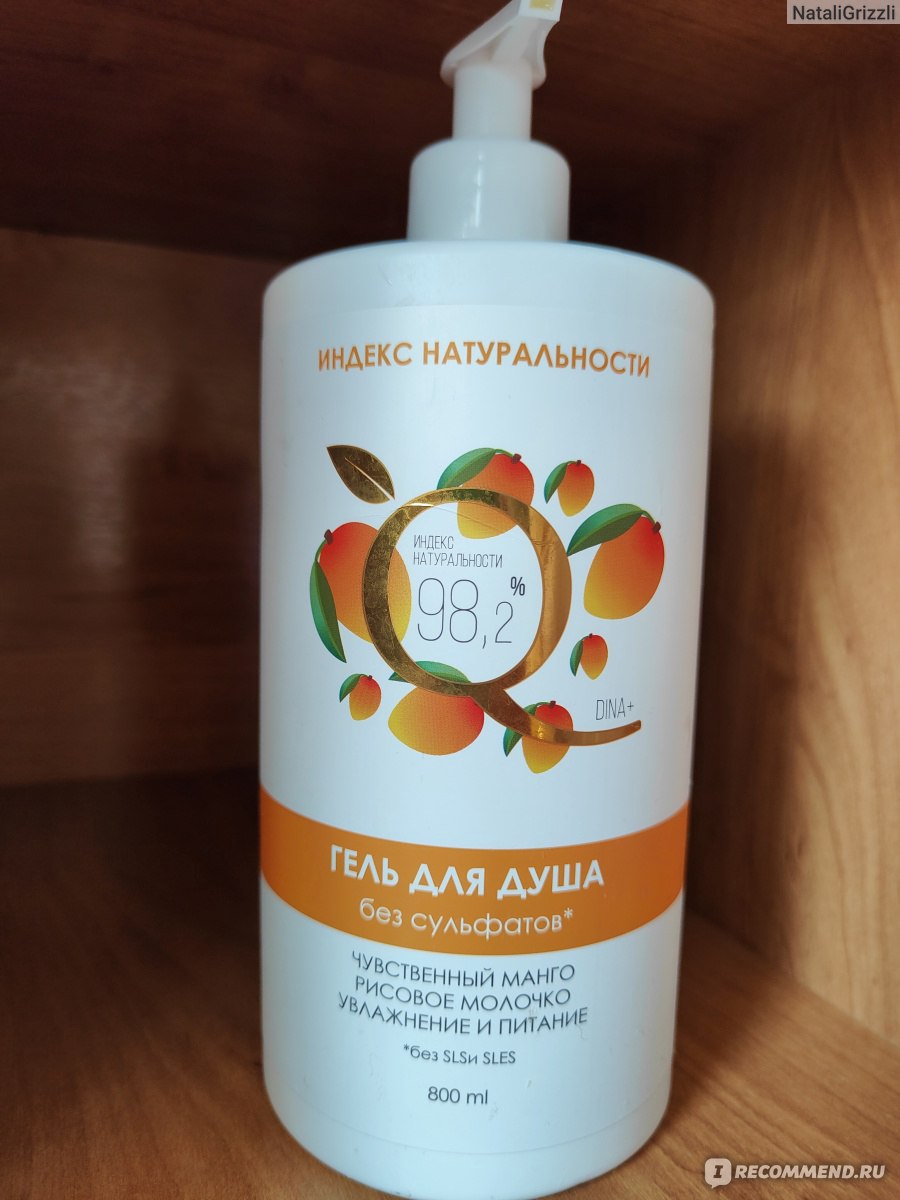 NataliGrizzli
ИНДЕКС НАТУРАЛЬНОСТИ
ИНДЕКС
НАТУРАЛЬНОСТИ
98,2%
DINA+
ГЕЛЬ ДЛЯ ДУША
без сульфатов*
ЧУВСТВЕННЫЙ МАНГО
РИСОВОЕ МОЛОЧКО
УВЛАЖНЕНИЕ И ПИТАНИЕ
*без SLSи SLES
800 ml
I RECOMMEND.RU